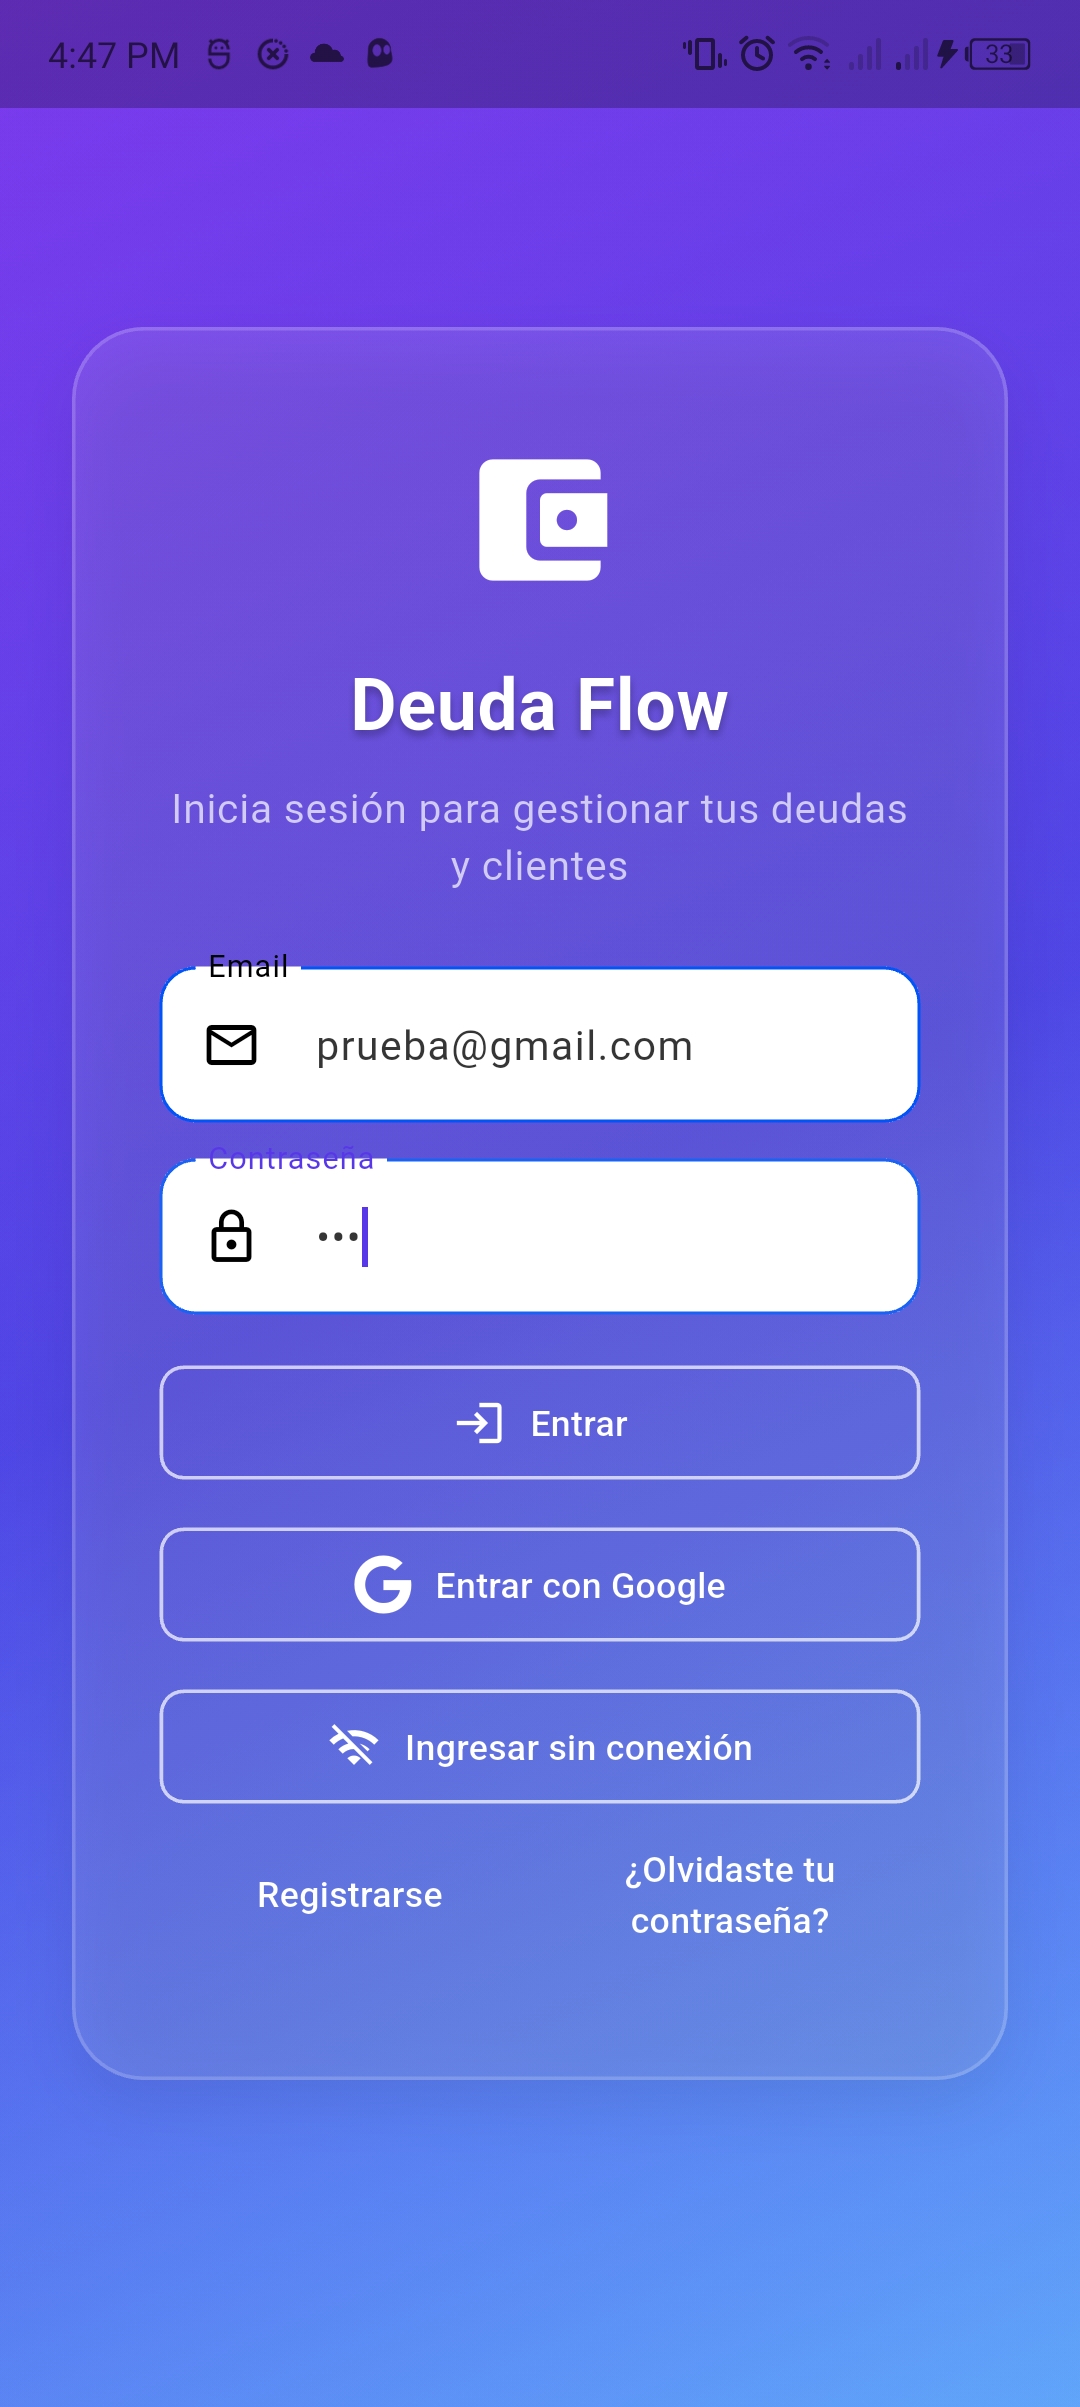 4:47 PM
33
Deuda Flow
Inicia sesión para gestionar tus deudas
y clientes
Email
prueba@gmail.com
Contraseña
•••
Entrar
Entrar con Google
Ingresar sin conexión
Registrarse
¿Olvidaste tu
contraseña?